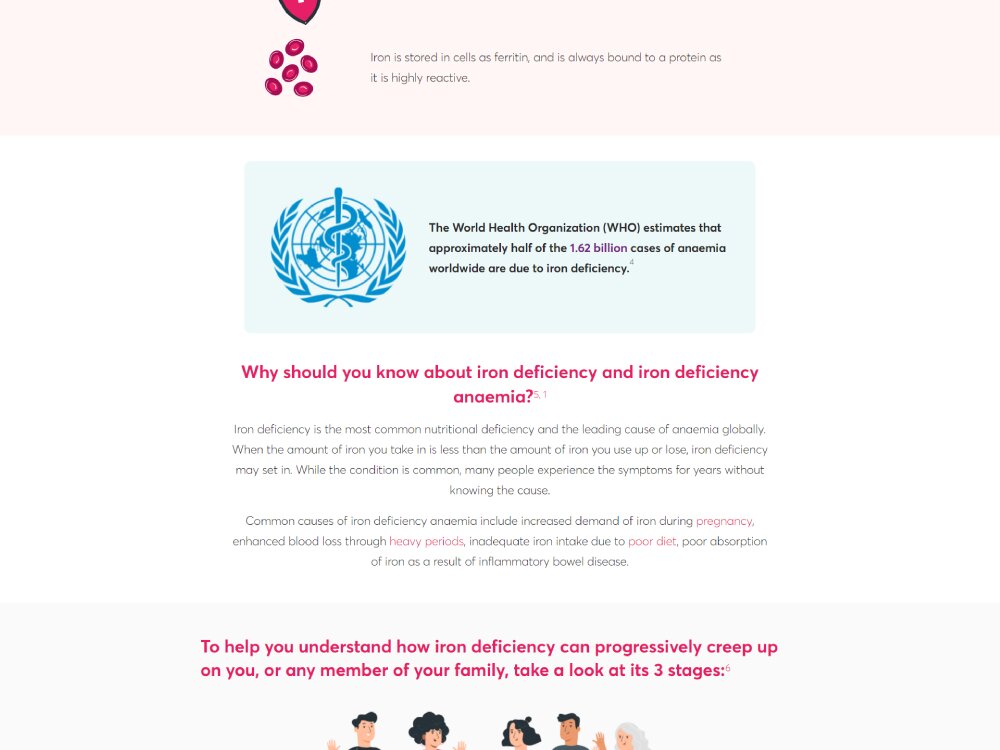 Iron is stored in cells as ferritin, and is always bound to a protein as
it is highly reactive.
The World Health Organization (WHO) estimates that
approximately half of the 1.62 billion cases of anaemia
worldwide are due to iron deficiency.4
Why should you know about iron deficiency and iron deficiency
anaemia?5, 1
Iron deficiency is the most common nutritional deficiency and the leading cause of anaemia globally.
When the amount of iron you take in is less than the amount of iron you use up or lose, iron deficiency
may set in. While the condition is common, many people experience the symptoms for years without
knowing the cause.
Common causes of iron deficiency anaemia include increased demand of iron during pregnancy,
enhanced blood loss through heavy periods, inadequate iron intake due to poor diet, poor absorption
of iron as a result of inflammatory bowel disease.
To help you understand how iron deficiency can progressively creep up
on you, or any member of your family, take a look at its 3 stages:6